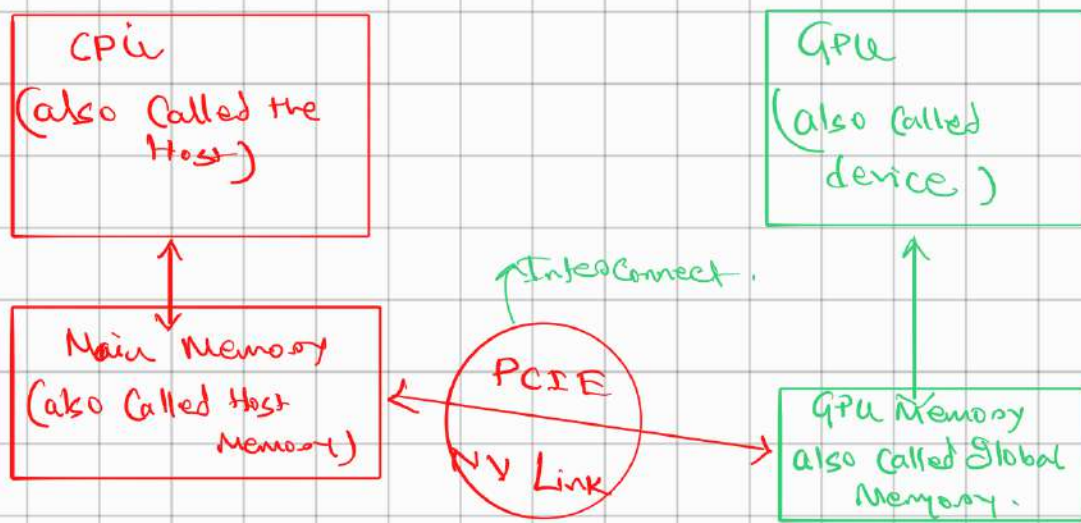 CPU
(also Called the
Host)
GPU
(also Called
device)
InterConnect.
Main Memory
(also Called Host
Memory)
PCIE
NV Link
GPU Memory
also Called Global
Memory.